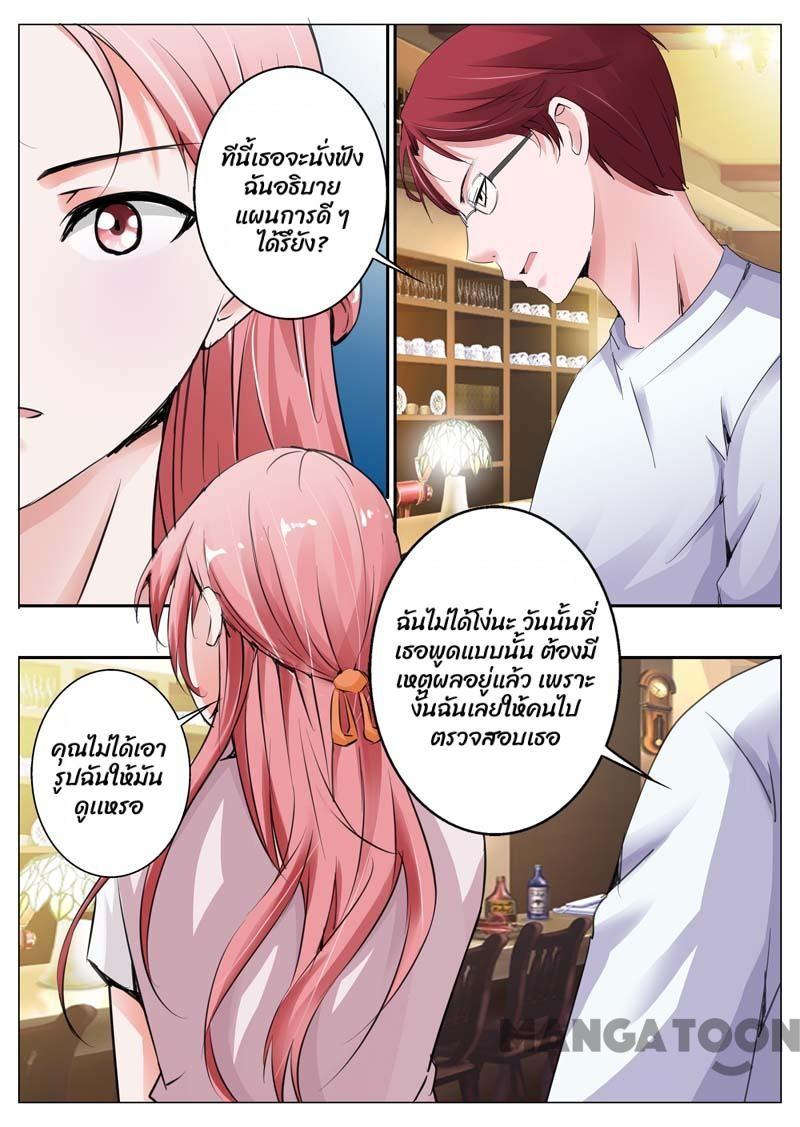 ทีนี้เธอจะนั่งฟัง
ฉันอธิบาย
แผนการดี ๆ
ได้รึยัง?
ฉันไม่ได้โง่นะ วันนั้นที่
เธอพูดแบบนั้น ต้องมี
เหตุผลอยู่แล้ว เพราะ
งั้นฉันเลยให้คนไป
ตรวจสอบเธอ
คุณไม่ได้เอา
รูปฉันให้มัน
ดูแหรอ
MANGATOON